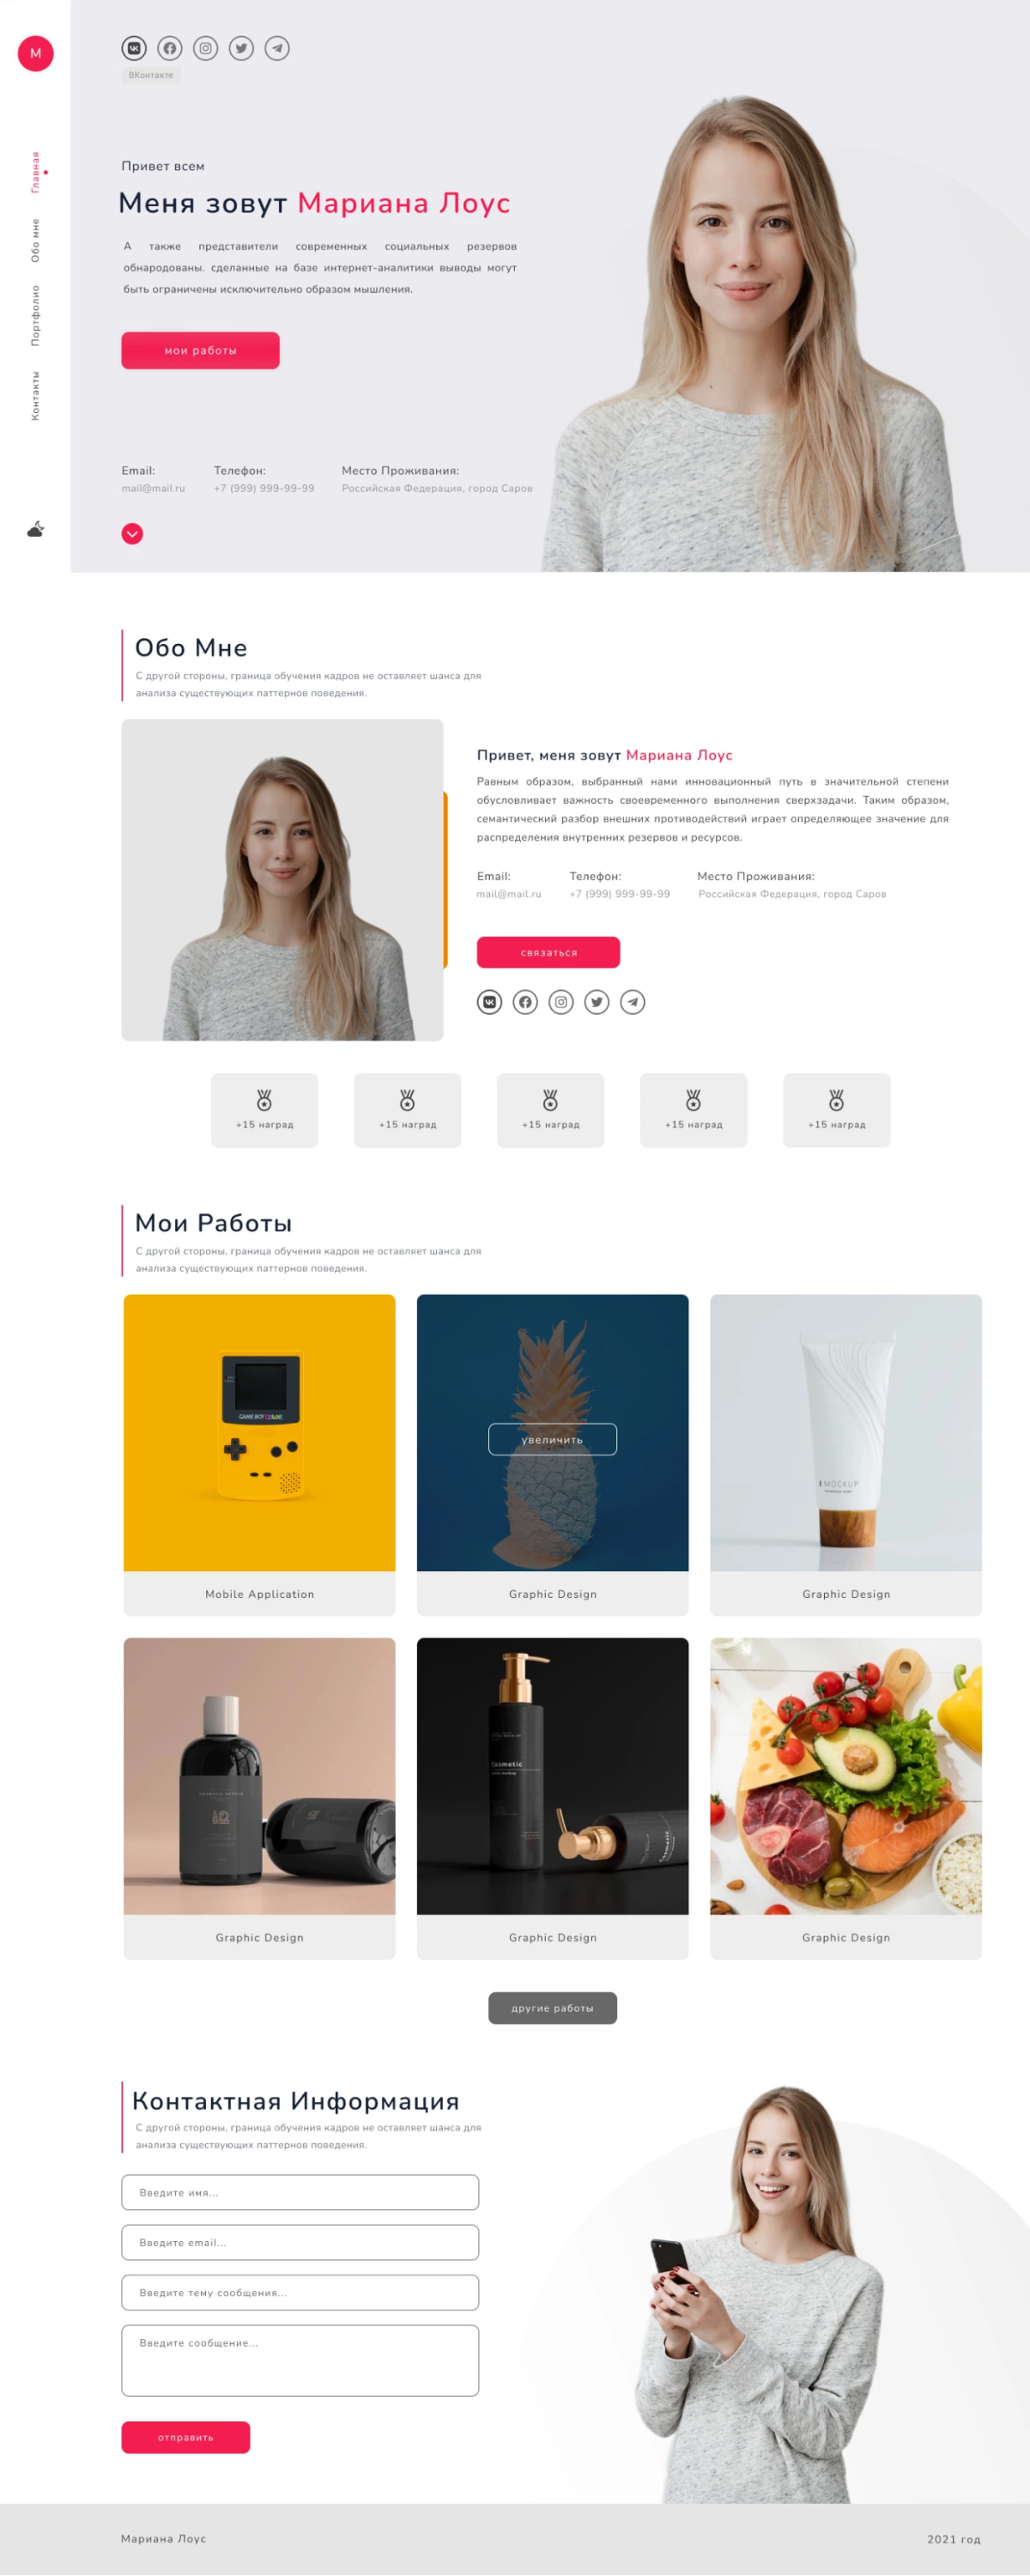 M
Главная
Обо мне
Портфолио
Контакты
ВКонтакте
Привет всем
Меня зовут Мариана Лоус
А также представители современных социальных резервов
обнародованы. сделанные на базе интернет-аналитики выводы могут
быть ограничены исключительно образом мышления.
мои работы
Email: Телефон: Место Проживания:
mail@mail.ru +7 (999) 999-99-99 Российская Федерация, город Саров
Обо Мне
С другой стороны, граница обучения кадров не оставляет шанса для
анализа существующих паттернов поведения.
Привет, меня зовут Мариана Лоус
Равным образом, выбранный нами инновационный путь в значительной степени
обусловливает важность своевременного выполнения сверхзадачи. Таким образом,
семантический разбор внешних противодействий играет определяющее значение для
распределения внутренних резервов и ресурсов.
Email: Телефон: Место Проживания:
mail@mail.ru +7 (999) 999-99-99 Российская Федерация, город Саров
связаться
+15 наград +15 наград +15 наград +15 наград +15 наград
Мои Работы
С другой стороны, граница обучения кадров не оставляет шанса для
анализа существующих паттернов поведения.
GAME BOY COLOR
увеличить
MOCKUP
Mobile Application Graphic Design Graphic Design
Cosmetic
Cosmetic
Graphic Design Graphic Design Graphic Design
другие работы
Контактная Информация
С другой стороны, граница обучения кадров не оставляет шанса для
анализа существующих паттернов поведения.
Введите имя...
Введите email...
Введите тему сообщения...
Введите сообщение...
отправить
Мариана Лоус 2021 год